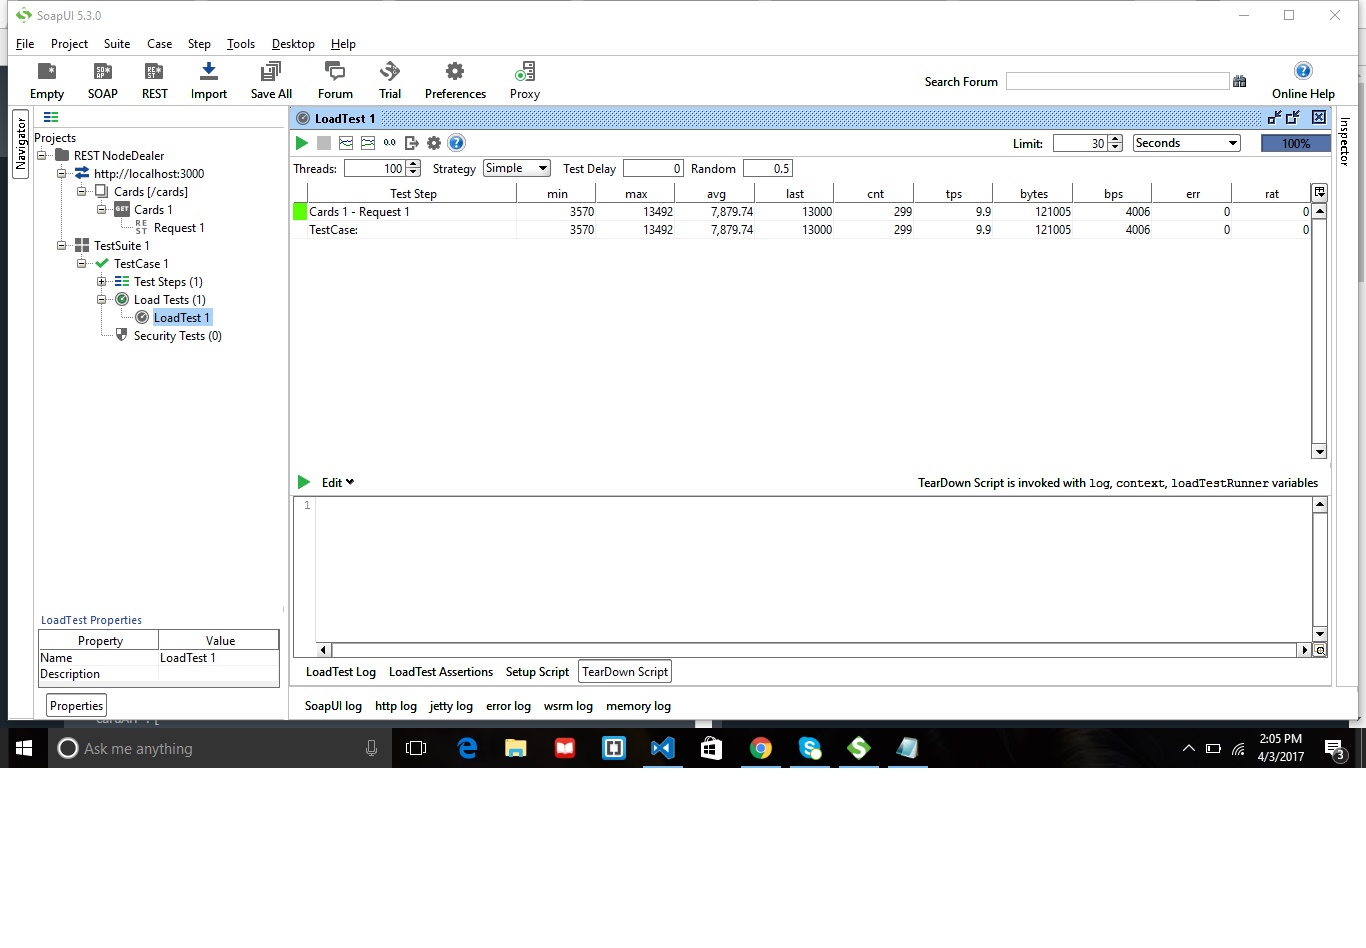 SoapUI 5.3.0
File Project Suite Case Step Tools Desktop Help
Empty SOAP REST Import Save All Forum Trial Preferences Proxy
Search Forum
Online Help
Navigator
Projects
REST NodeDealer
http://localhost:3000
Cards [/cards]
GET Cards 1
REST Request 1
TestSuite 1
TestCase 1
Test Steps (1)
Load Tests (1)
LoadTest 1
Security Tests (0)
LoadTest Properties
Property Value
Name LoadTest 1
Description
Properties
LoadTest 1
0.0 Limit: 30 Seconds 100%
Threads: 100 Strategy Simple Test Delay 0 Random 0.5
Test Step min max avg last cnt tps bytes bps err rat
Cards 1 - Request 1 3570 13492 7,879.74 13000 299 9.9 121005 4006 0 0
TestCase: 3570 13492 7,879.74 13000 299 9.9 121005 4006 0 0
Edit TearDown Script is invoked with log, context, loadTestRunner variables
1
LoadTest Log LoadTest Assertions Setup Script TearDown Script
SoapUI log http log jetty log error log wsrm log memory log
Inspector
Ask me anything
2:05 PM
4/3/2017
3